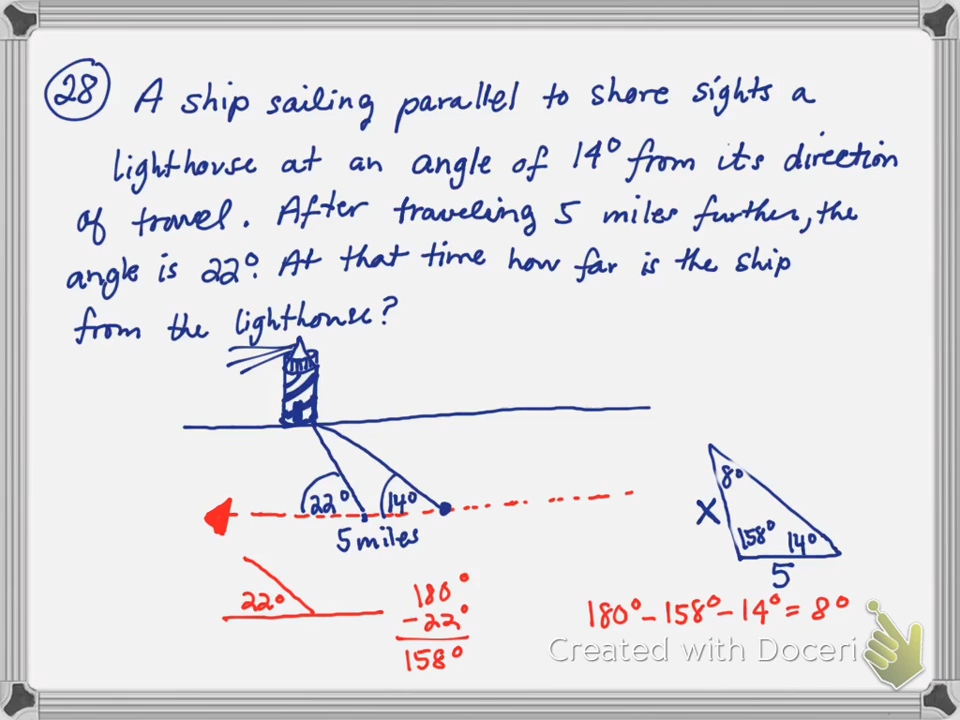 28 A ship sailing parallel to shore sights a
lighthouse at an angle of 14° from its direction
of travel. After traveling 5 miles further, the
angle is 22°. At that time how far is the ship
from the lighthouse?
22° 14°
5 miles
8°
x 158° 14°
5
22°
180°
-22°
158°
180° - 158° - 14° = 8°
Created with Doceri